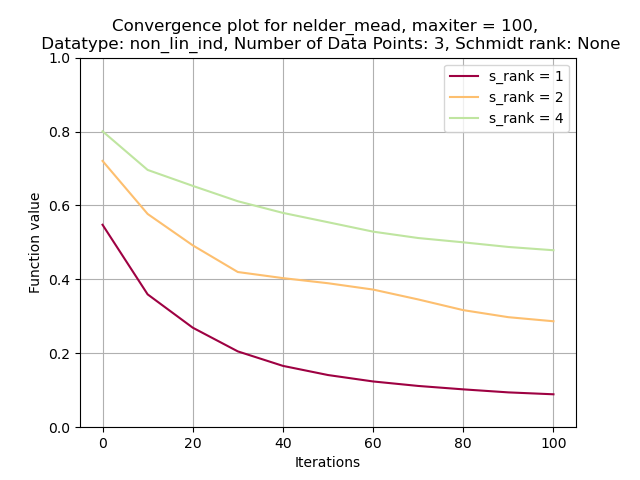 Convergence plot for nelder_mead, maxiter = 100,
Datatype: non_lin_ind, Number of Data Points: 3, Schmidt rank: None
1.0
0.8
0.6
0.4
0.2
0.0
Function value
s_rank = 1
s_rank = 2
s_rank = 4
0 20 40 60 80 100
Iterations